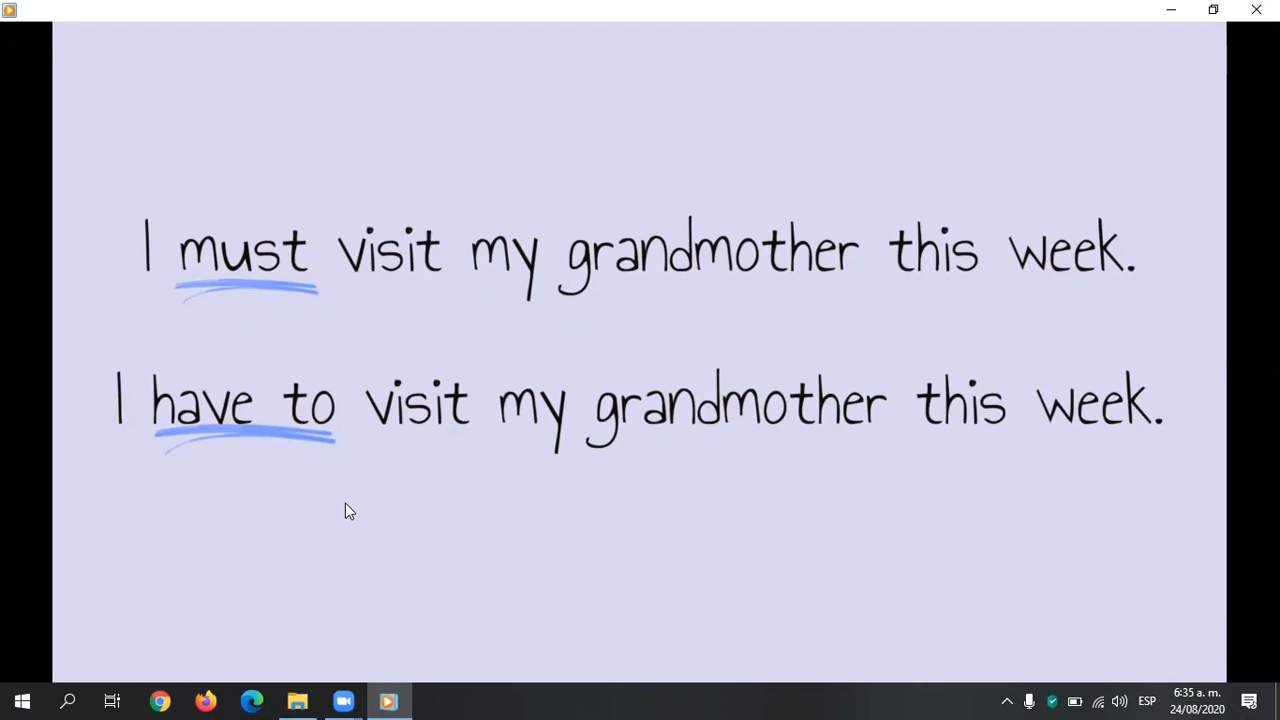 I must visit my grandmother this week.
I have to visit my grandmother this week.
ESP
6:35 a. m.
24/08/2020